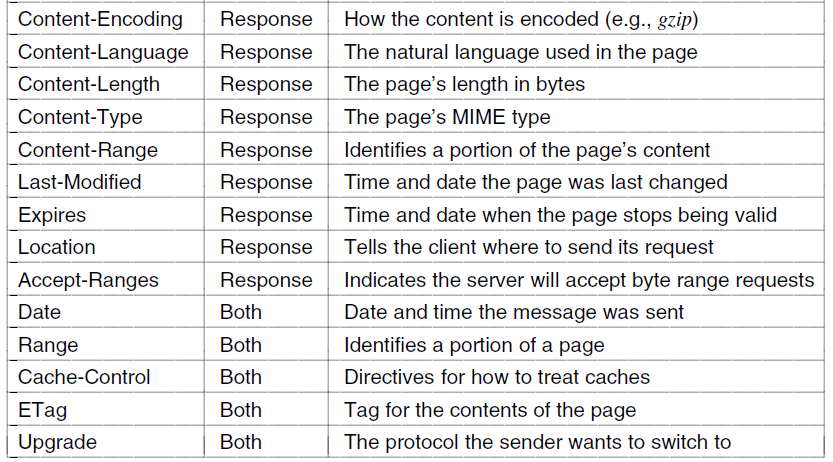 Content-Encoding Response How the content is encoded (e.g., gzip)
Content-Language Response The natural language used in the page
Content-Length Response The page’s length in bytes
Content-Type Response The page’s MIME type
Content-Range Response Identifies a portion of the page’s content
Last-Modified Response Time and date the page was last changed
Expires Response Time and date when the page stops being valid
Location Response Tells the client where to send its request
Accept-Ranges Response Indicates the server will accept byte range requests
Date Both Date and time the message was sent
Range Both Identifies a portion of a page
Cache-Control Both Directives for how to treat caches
ETag Both Tag for the contents of the page
Upgrade Both The protocol the sender wants to switch to